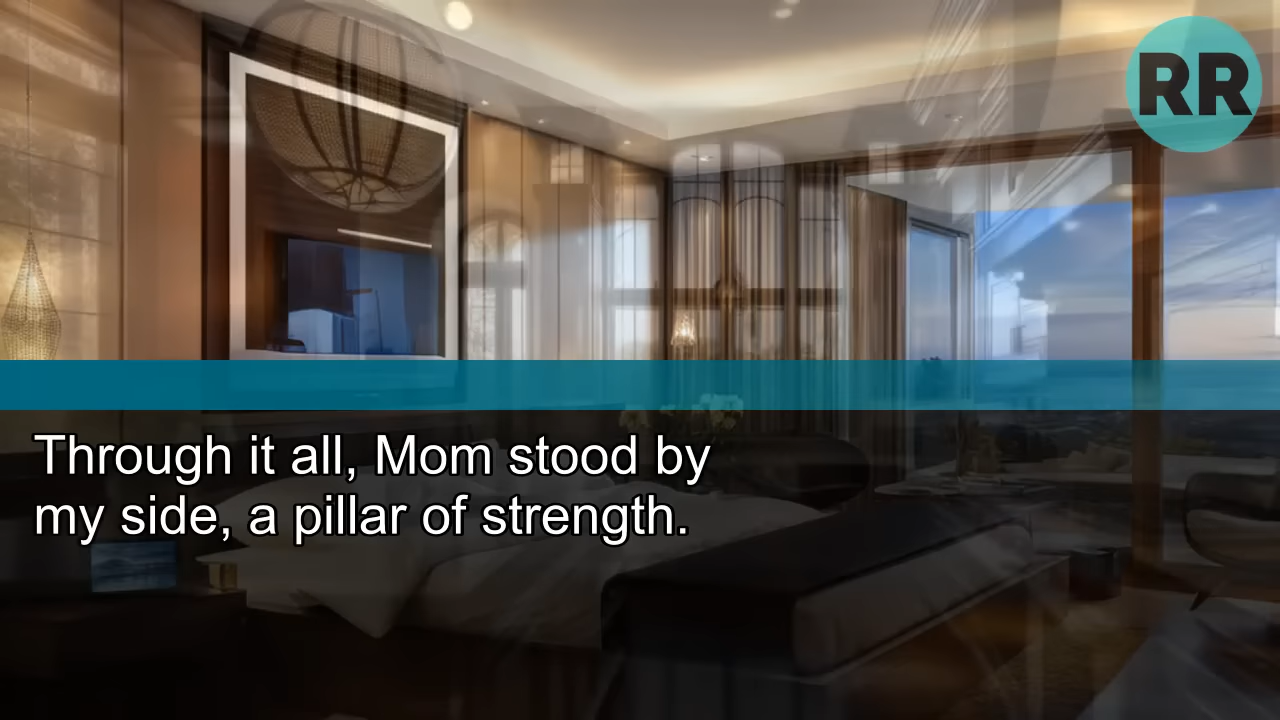 RR
Through it all, Mom stood by
my side, a pillar of strength.